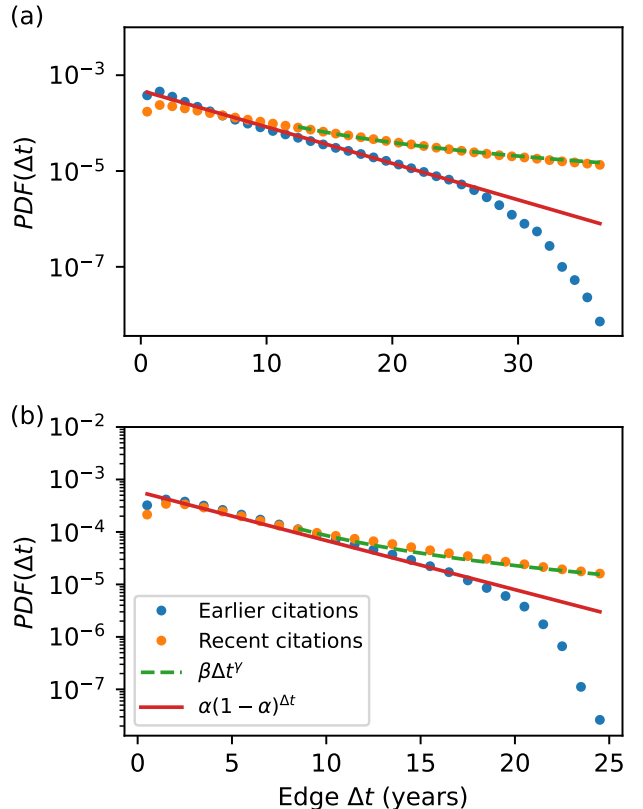 (a)
10⁻³
10⁻⁵
10⁻⁷
PDF(Δt)
0 10 20 30
(b)
10⁻²
10⁻³
10⁻⁴
10⁻⁵
10⁻⁶
10⁻⁷
PDF(Δt)
Earlier citations
Recent citations
βΔt^γ
α(1 − α)^Δt
0 5 10 15 20 25
Edge Δt (years)